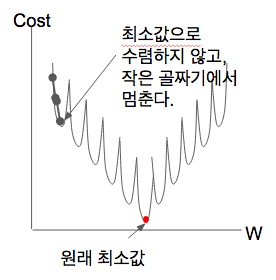 Cost
최소값으로
수렴하지 않고,
작은 골짜기에서
멈춘다.
W
원래 최소값